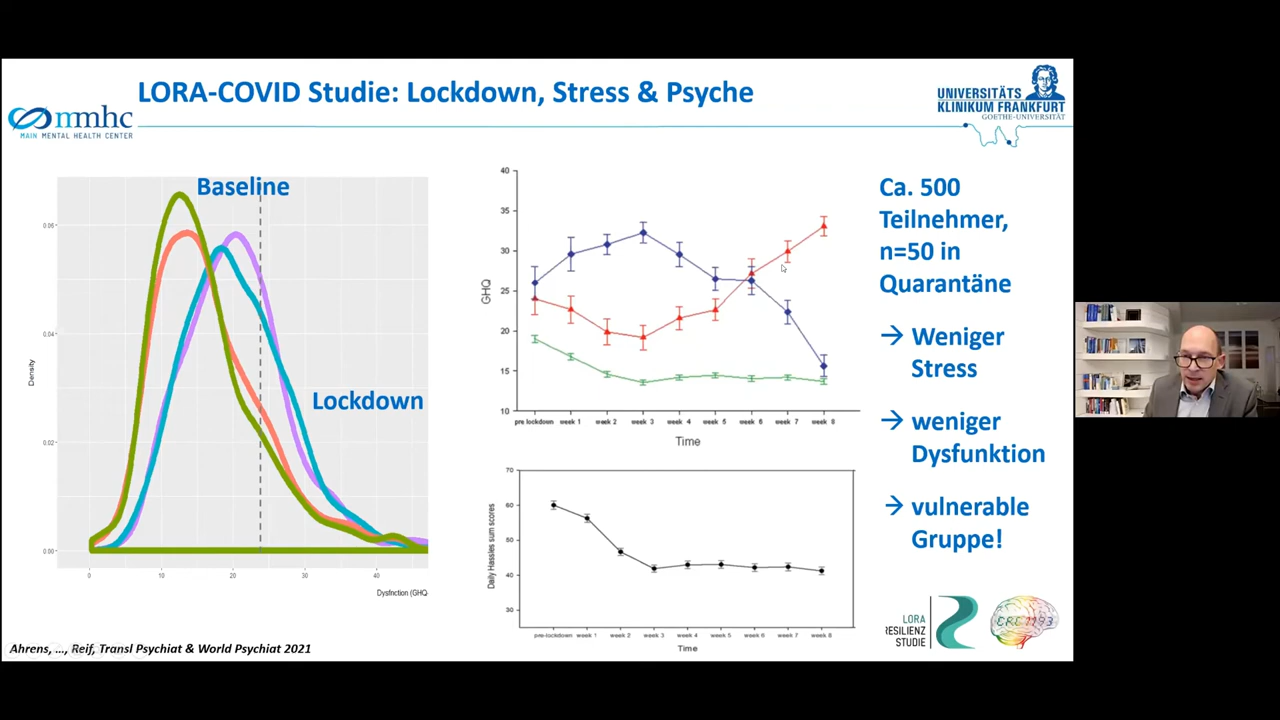 LORA-COVID Studie: Lockdown, Stress & Psyche
mmhc
MAIN MENTAL HEALTH CENTER
UNIVERSITÄTS
KLINIKUM FRANKFURT
GOETHE-UNIVERSITÄT
Baseline
Lockdown
Density
0.06
0.04
0.02
0.00
0
10
20
30
40
Dysfnction (GHQ
GHQ
40
35
30
25
20
15
10
pre lockdown week 1 week 2 week 3 week 4 week 5 week 6 week 7 week 8
Time
Daily Hassles sum scores
70
60
50
40
30
pre-lockdown week 1 week 2 week 3 week 4 week 5 week 6 week 7 week 8
Time
Ca. 500
Teilnehmer,
n=50 in
Quarantäne
→ Weniger
Stress
→ weniger
Dysfunktion
→ vulnerable
Gruppe!
LORA
RESILIENZ
STUDIE
CRC 1193
Ahrens, ..., Reif, Transl Psychiat & World Psychiat 2021